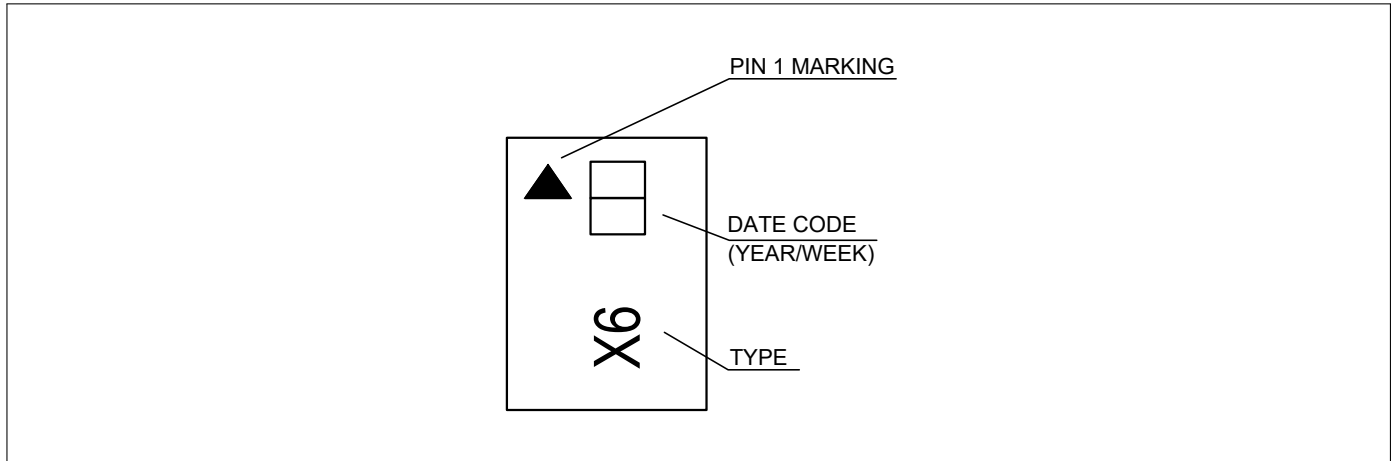 PIN 1 MARKING
DATE CODE
(YEAR/WEEK)
X6
TYPE